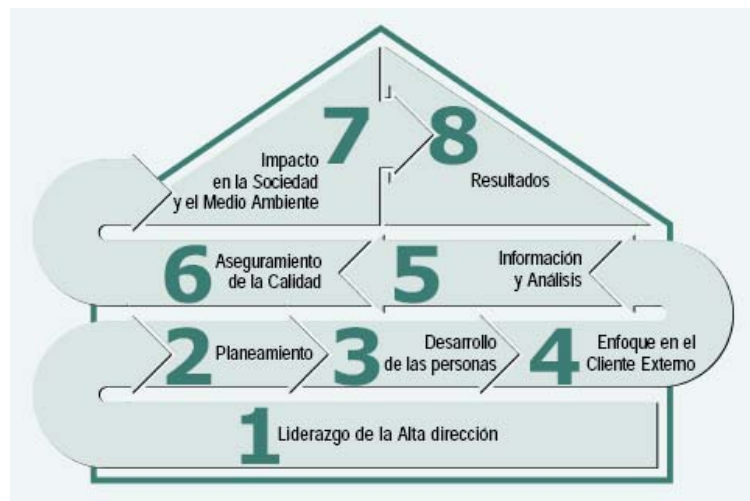 7
Impacto
en la Sociedad
y el Medio Ambiente
8
Resultados
6
Aseguramiento
de la Calidad
5
Información
y Análisis
2
Planeamiento
3
Desarrollo
de las personas
4
Enfoque en el
Cliente Externo
1
Liderazgo de la Alta dirección